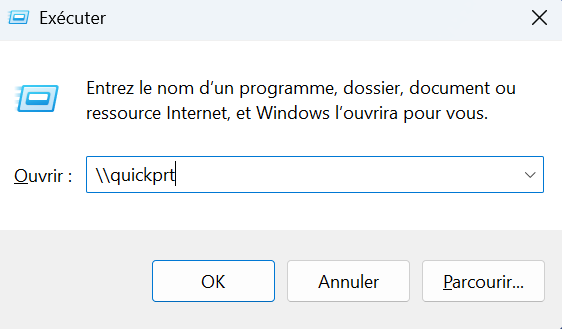 Exécuter
Entrez le nom d’un programme, dossier, document ou
ressource Internet, et Windows l’ouvrira pour vous.
Ouvrir : \\quickprt
OK Annuler Parcourir...